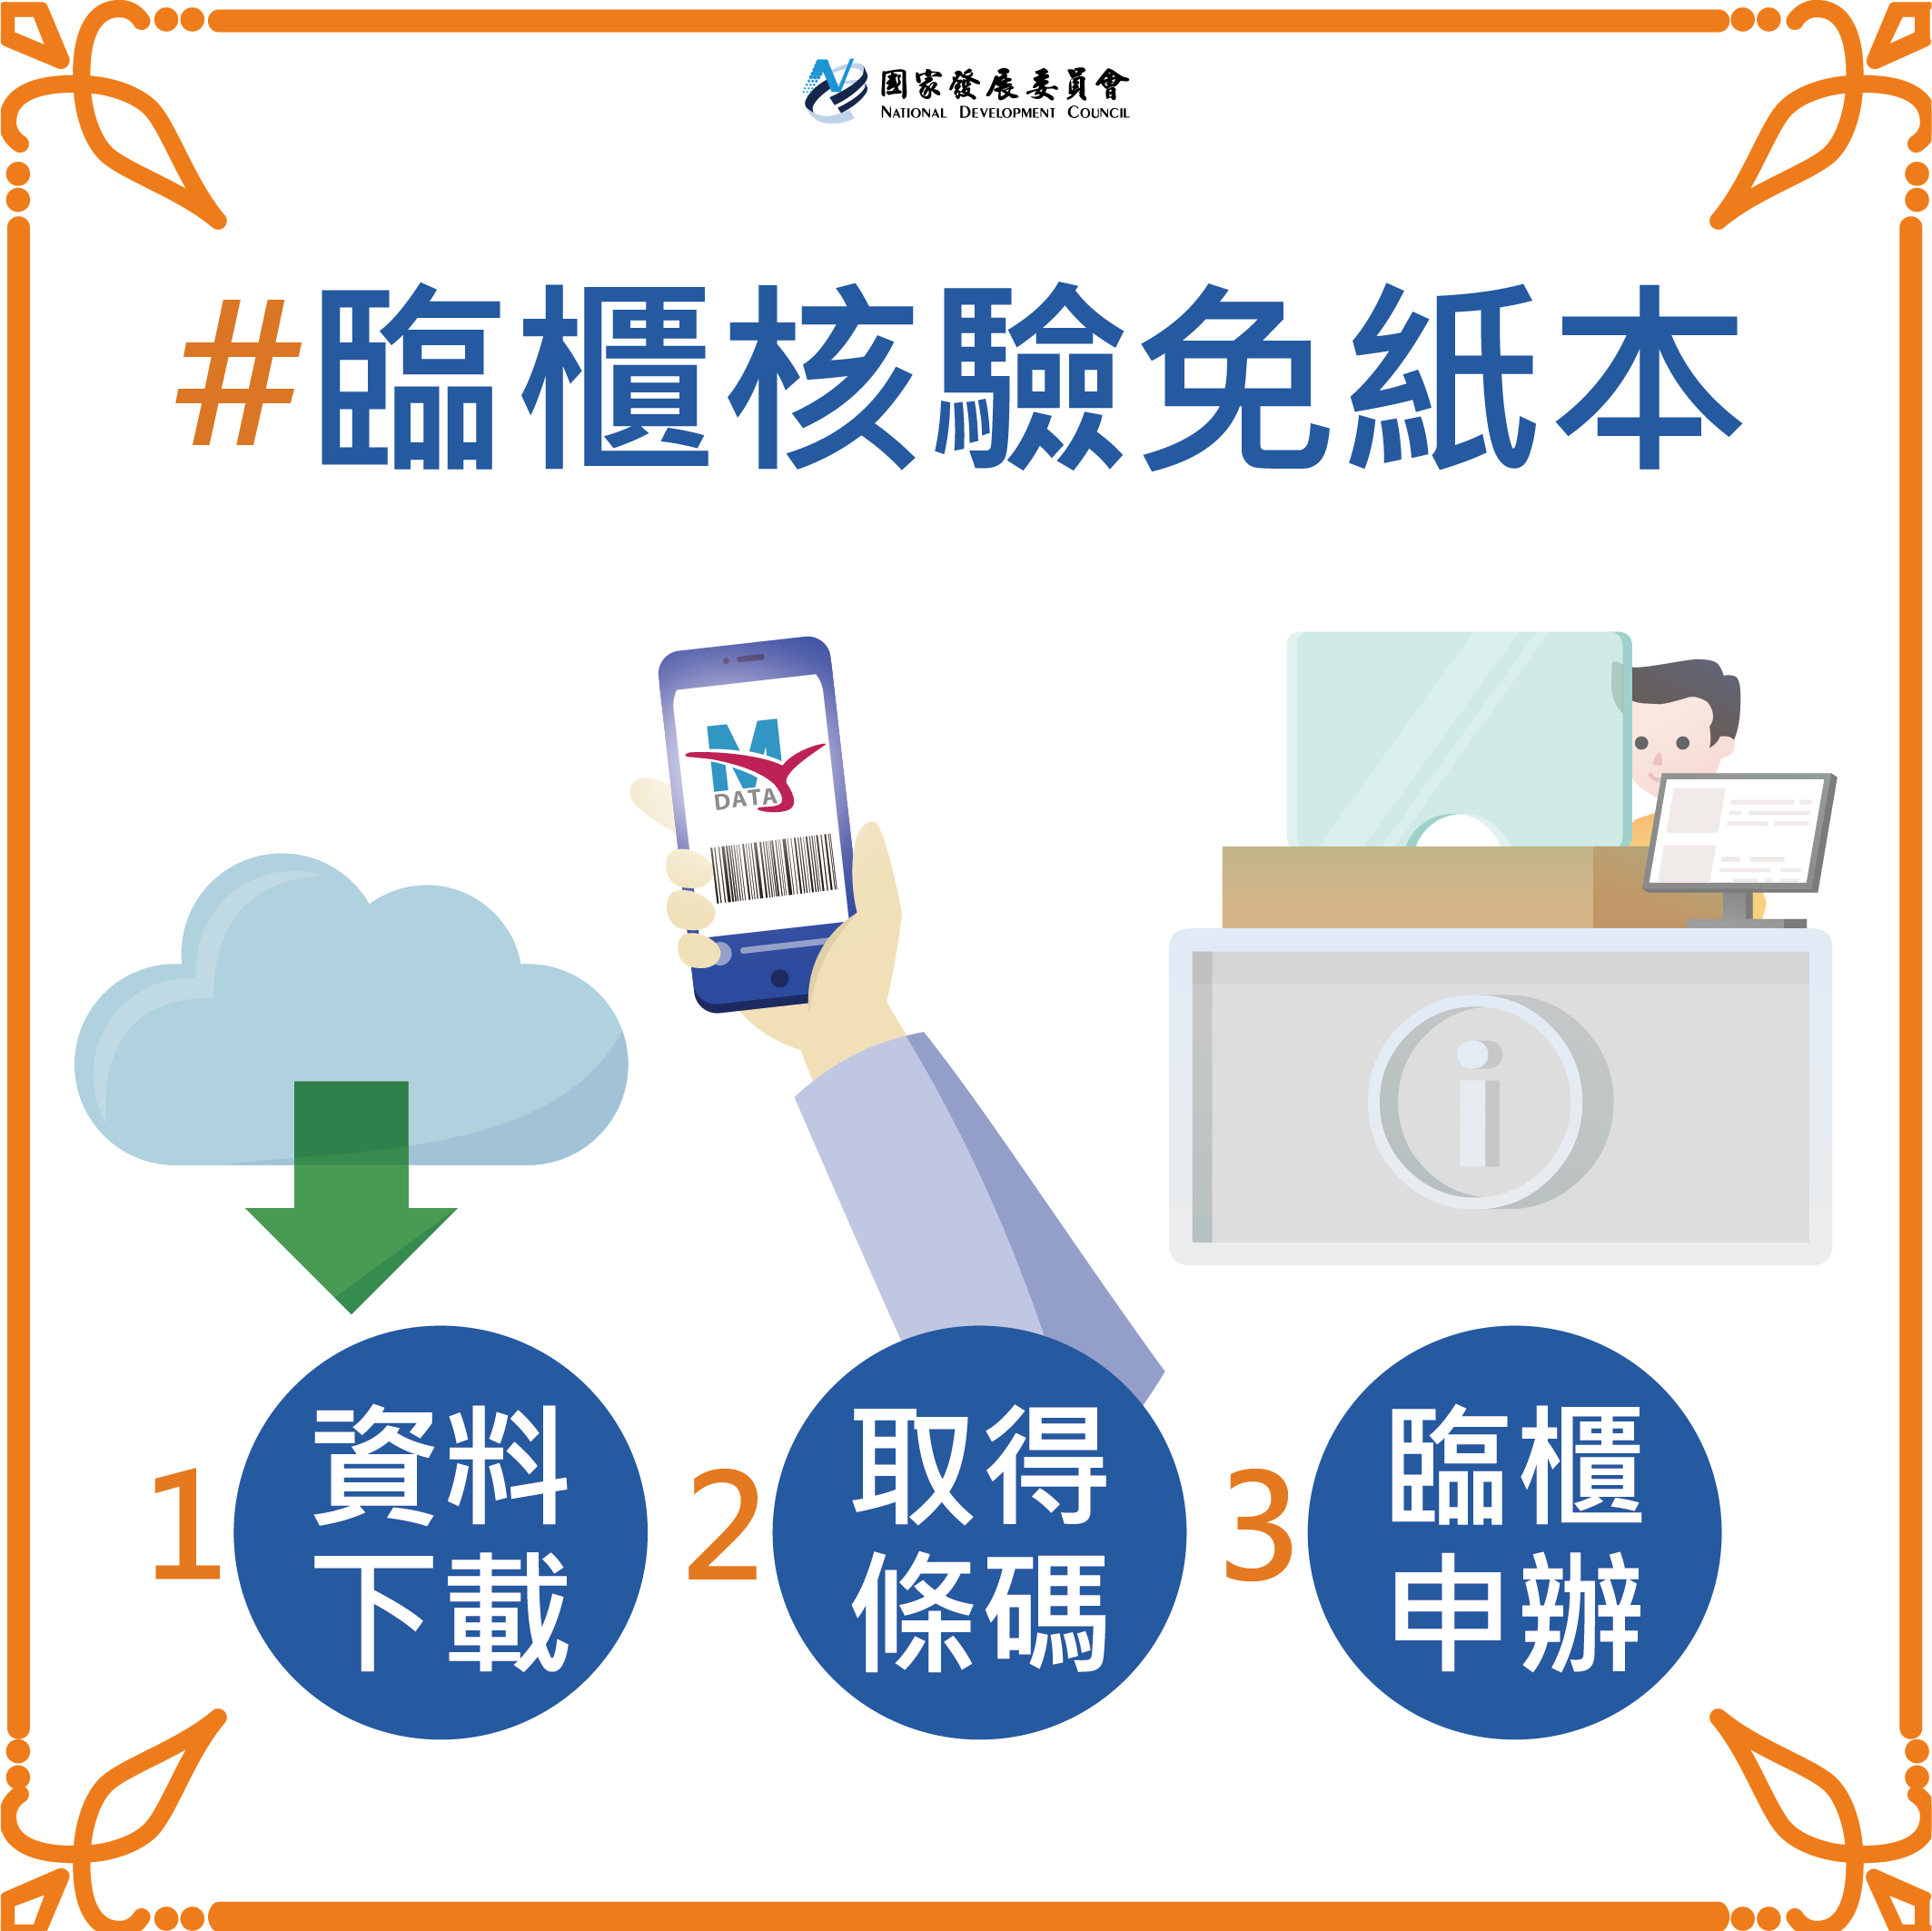 國家發展委員會
NATIONAL DEVELOPMENT COUNCIL
#臨櫃核驗免紙本
MY
DATA
i
1
資料
下載
2
取得
條碼
3
臨櫃
申辦